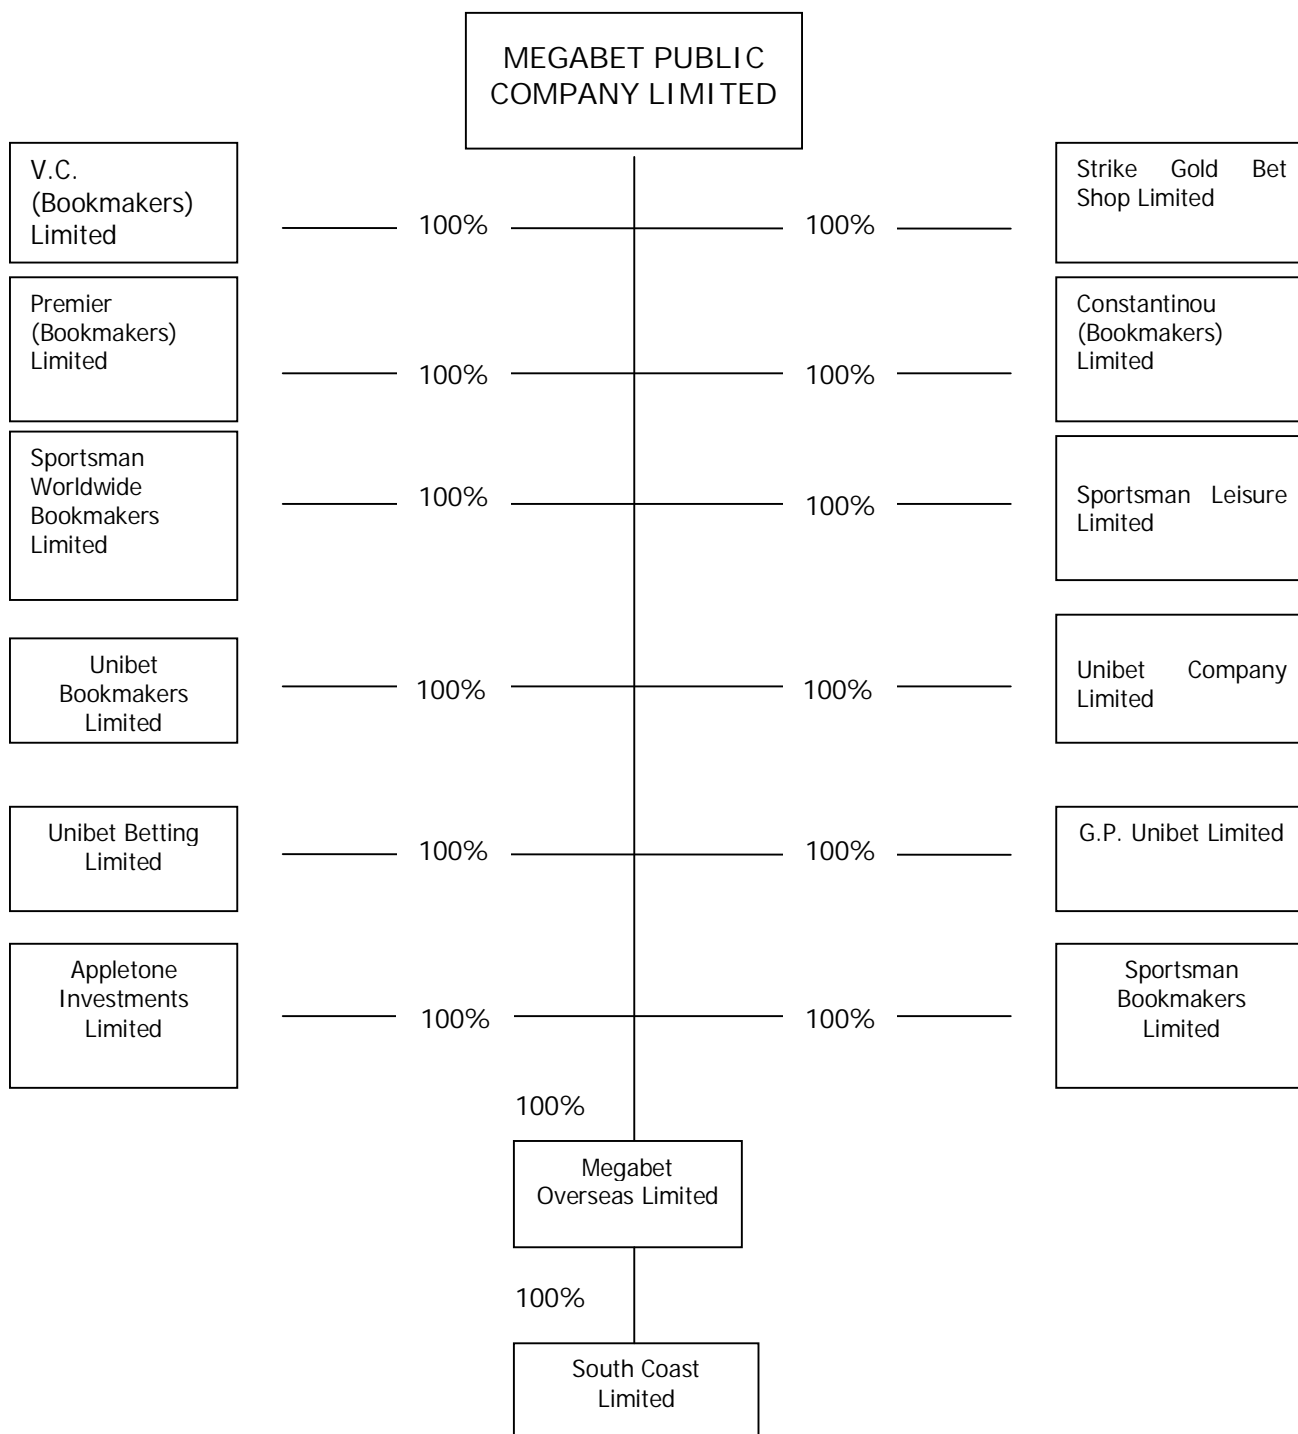 MEGABET PUBLIC
COMPANY LIMITED
V.C.
(Bookmakers)
Limited
100%
100%
Strike Gold Bet
Shop Limited
Premier
(Bookmakers)
Limited
100%
100%
Constantinou
(Bookmakers)
Limited
Sportsman
Worldwide
Bookmakers
Limited
100%
100%
Sportsman Leisure
Limited
Unibet
Bookmakers
Limited
100%
100%
Unibet Company
Limited
Unibet Betting
Limited
100%
100%
G.P. Unibet Limited
Appletone
Investments
Limited
100%
100%
Sportsman
Bookmakers
Limited
100%
Megabet
Overseas Limited
100%
South Coast
Limited